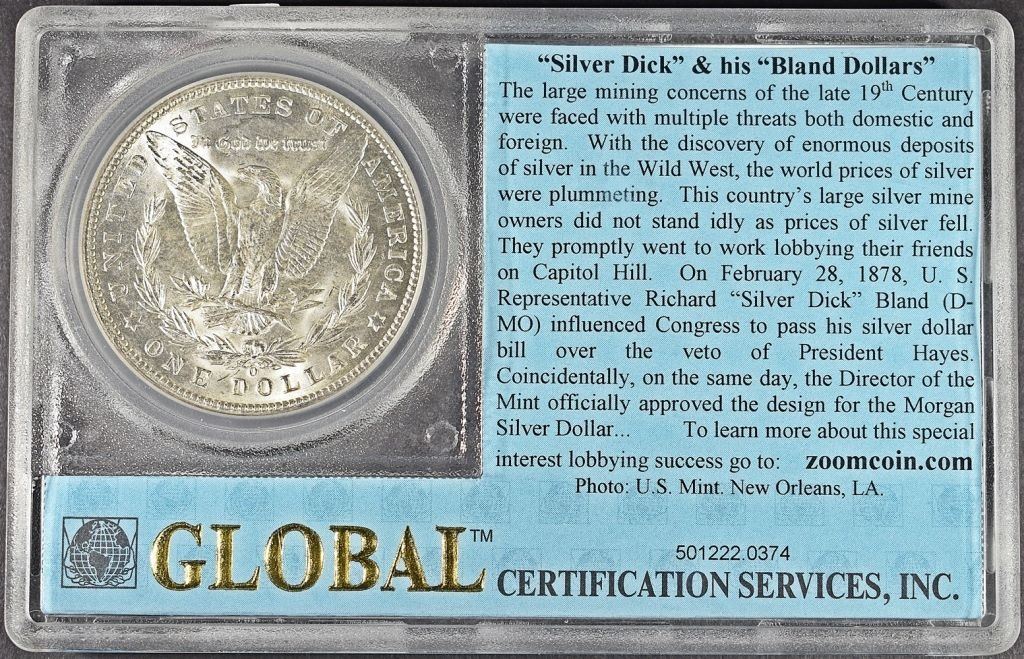 UNITED STATES OF AMERICA
In God we trust
O
ONE DOLLAR
“Silver Dick” & his “Bland Dollars”
The large mining concerns of the late 19th Century
were faced with multiple threats both domestic and
foreign. With the discovery of enormous deposits
of silver in the Wild West, the world prices of silver
were plummeting. This country’s large silver mine
owners did not stand idly as prices of silver fell.
They promptly went to work lobbying their friends
on Capitol Hill. On February 28, 1878, U. S.
Representative Richard “Silver Dick” Bland (D-
MO) influenced Congress to pass his silver dollar
bill over the veto of President Hayes.
Coincidentally, on the same day, the Director of the
Mint officially approved the design for the Morgan
Silver Dollar... To learn more about this special
interest lobbying success go to: zoomcoin.com
Photo: U.S. Mint. New Orleans, LA.
GLOBAL™
501222.0374
CERTIFICATION SERVICES, INC.